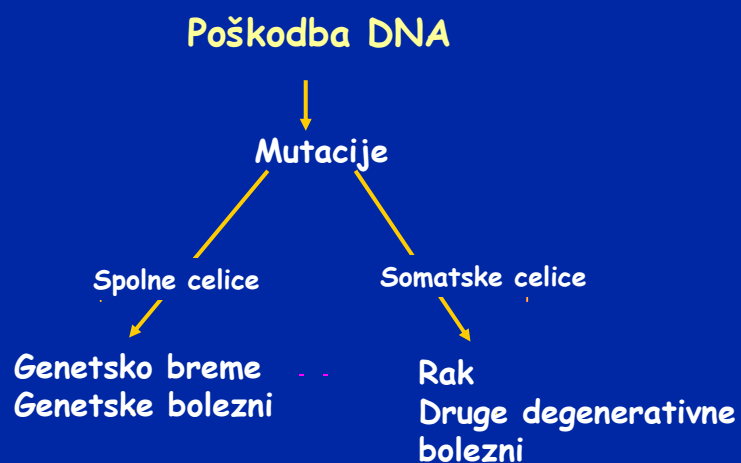 Poškodba DNA
Mutacije
Spolne celice
Somatske celice
Genetsko breme
Genetske bolezni
Rak
Druge degenerativne
bolezni